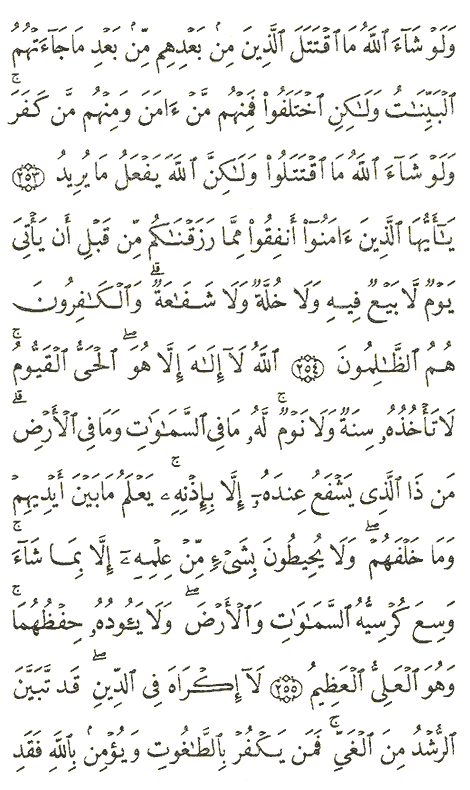 وَلَوۡ شَآءَ ٱللَّهُ مَا ٱقۡتَتَلَ ٱلَّذِينَ مِنۢ بَعۡدِهِم مِّنۢ بَعۡدِ مَا جَآءَتۡهُمُ
ٱلۡبَيِّنَٰتُ وَلَٰكِنِ ٱخۡتَلَفُواْ فَمِنۡهُم مَّنۡ ءَامَنَ وَمِنۡهُم مَّن كَفَرَۚ
وَلَوۡ شَآءَ ٱللَّهُ مَا ٱقۡتَتَلُواْ وَلَٰكِنَّ ٱللَّهَ يَفۡعَلُ مَا يُرِيدُ ٢٥٣
يَٰٓأَيُّهَا ٱلَّذِينَ ءَامَنُوٓاْ أَنفِقُواْ مِمَّا رَزَقۡنَٰكُم مِّن قَبۡلِ أَن يَأۡتِيَ
يَوۡمٞ لَّا بَيۡعٞ فِيهِ وَلَا خُلَّةٞ وَلَا شَفَٰعَةٞۗ وَٱلۡكَٰفِرُونَ
هُمُ ٱلظَّٰلِمُونَ ٢٥٤ ٱللَّهُ لَآ إِلَٰهَ إِلَّا هُوَ ٱلۡحَيُّ ٱلۡقَيُّومُۚ
لَا تَأۡخُذُهُۥ سِنَةٞ وَلَا نَوۡمٞۚ لَّهُۥ مَا فِي ٱلسَّمَٰوَٰتِ وَمَا فِي ٱلۡأَرۡضِۗ
مَن ذَا ٱلَّذِي يَشۡفَعُ عِندَهُۥٓ إِلَّا بِإِذۡنِهِۦۚ يَعۡلَمُ مَا بَيۡنَ أَيۡدِيهِمۡ
وَمَا خَلۡفَهُمۡۖ وَلَا يُحِيطُونَ بِشَيۡءٖ مِّنۡ عِلۡمِهِۦٓ إِلَّا بِمَا شَآءَۚ
وَسِعَ كُرۡسِيُّهُ ٱلسَّمَٰوَٰتِ وَٱلۡأَرۡضَۖ وَلَا يَـُٔودُهُۥ حِفۡظُهُمَاۚ
وَهُوَ ٱلۡعَلِيُّ ٱلۡعَظِيمُ ٢٥٥ لَآ إِكۡرَاهَ فِي ٱلدِّينِۖ قَد تَّبَيَّنَ
ٱلرُّشۡدُ مِنَ ٱلۡغَيِّۚ فَمَن يَكۡفُرۡ بِٱلطَّٰغُوتِ وَيُؤۡمِنۢ بِٱللَّهِ فَقَدِ